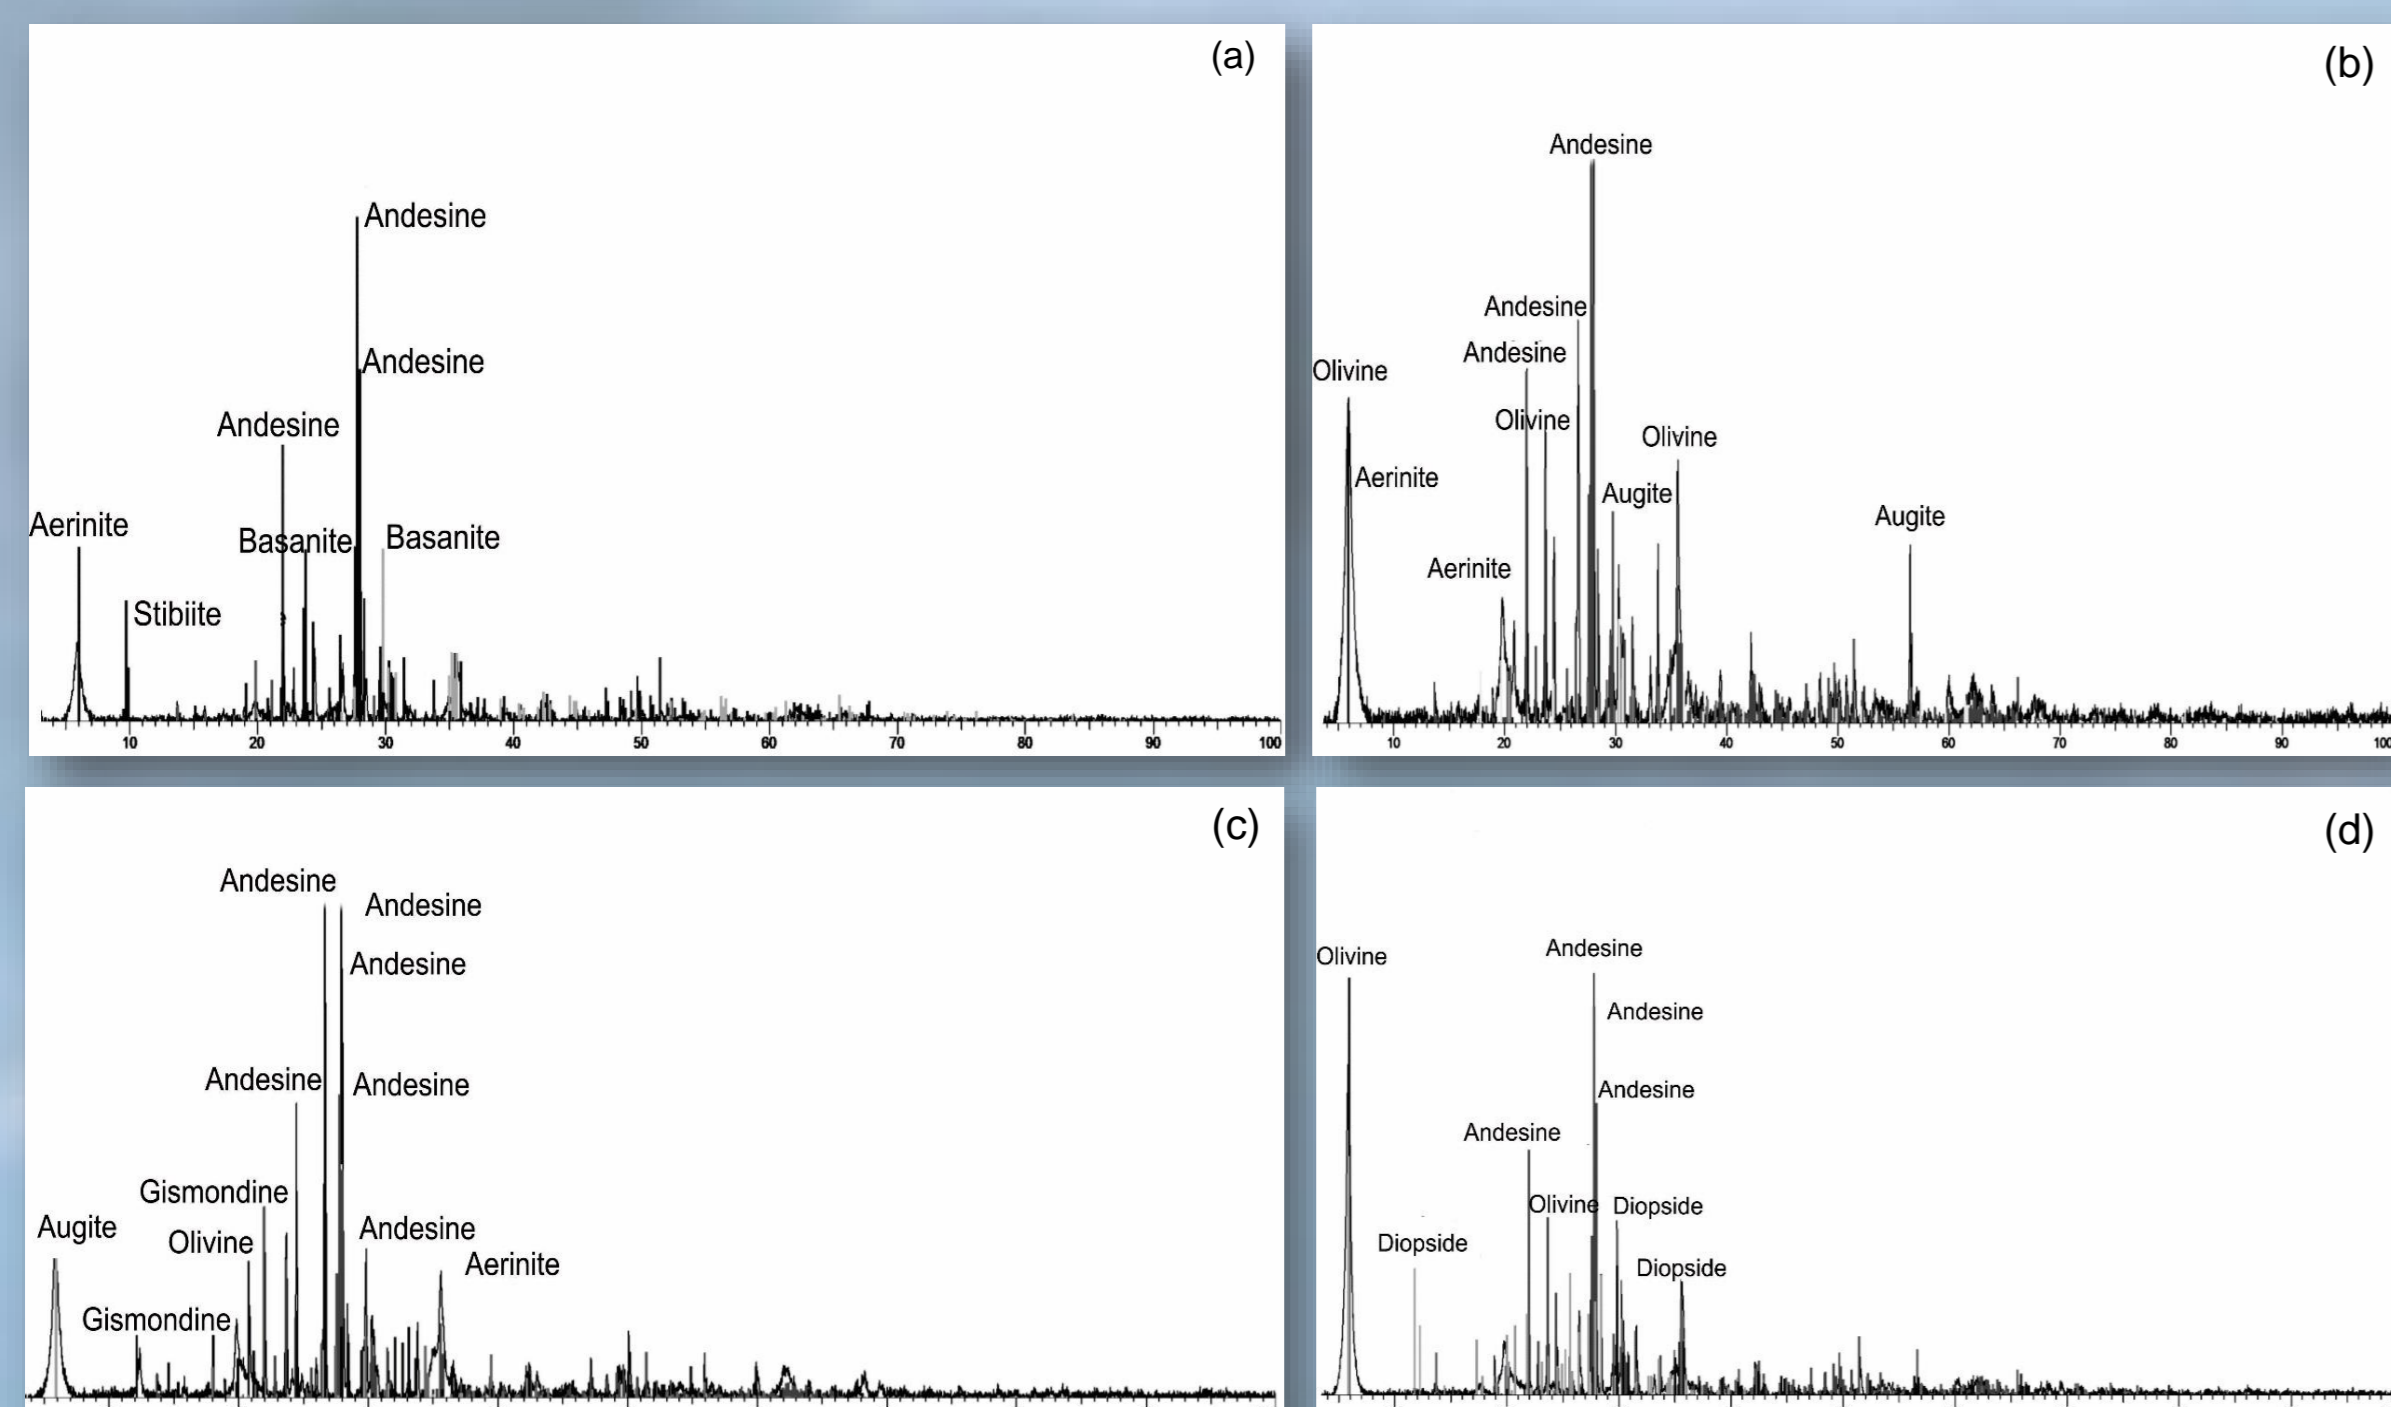 (a)
Andesine
Andesine
Andesine
Aerinite
Basanite
Basanite
Stibiite
10 20 30 40 50 60 70 80 90 100
(b)
Andesine
Andesine
Andesine
Olivine
Olivine
Olivine
Aerinite
Augite
Augite
Aerinite
10 20 30 40 50 60 70 80 90 100
(c)
Andesine
Andesine
Andesine
Andesine
Andesine
Gismondine
Augite
Olivine
Andesine
Aerinite
Gismondine
(d)
Andesine
Olivine
Andesine
Andesine
Andesine
Olivine
Diopside
Diopside
Diopside